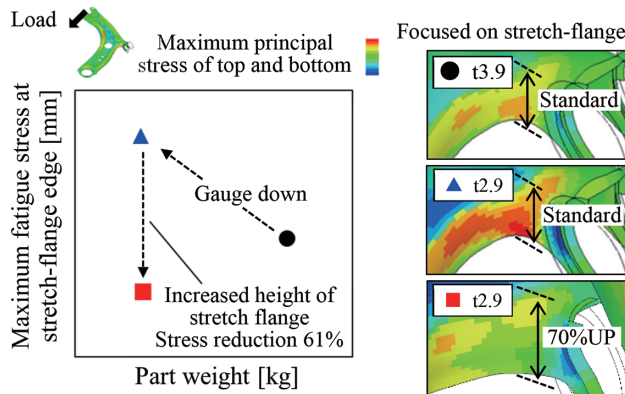 Load
Maximum principal
stress of top and bottom
Focused on stretch-flange
Maximum fatigue stress at
stretch-flange edge [mm]
Gauge down
Increased height of
stretch flange
Stress reduction 61%
Part weight [kg]
t3.9
Standard
t2.9
Standard
t2.9
70%UP